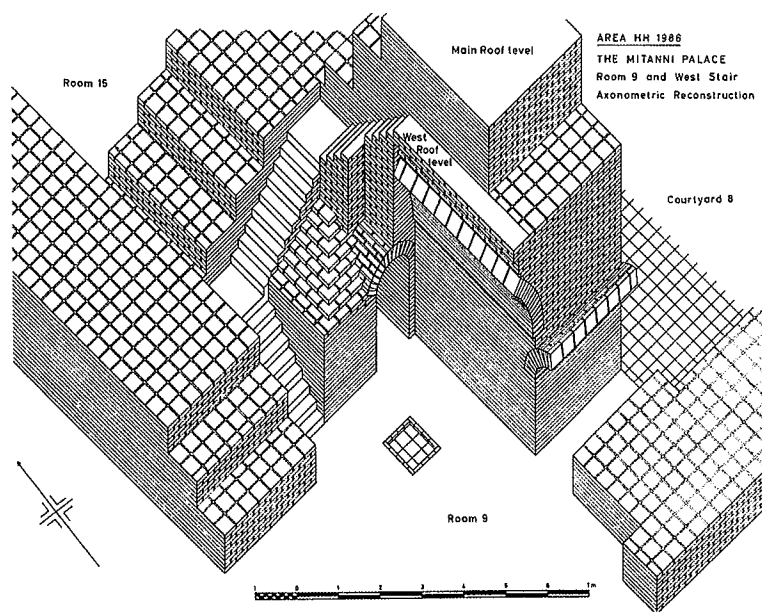 AREA HH 1986
THE MITANNI PALACE
Room 9 and West Stair
Axonometric Reconstruction
Main Roof level
Room 15
West
Roof
level
Courtyard 8
Room 9
1 0 1 2 3 4 5 6 7m